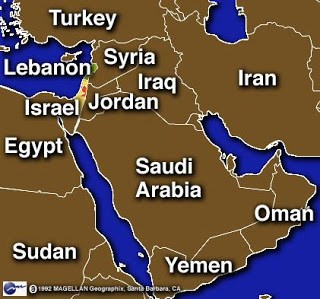 Turkey
Lebanon
Syria
Iraq
Iran
Israel
Jordan
Egypt
Saudi
Arabia
Oman
Sudan
Yemen
© 1992 MAGELLAN Geographix, Santa Barbara, CA